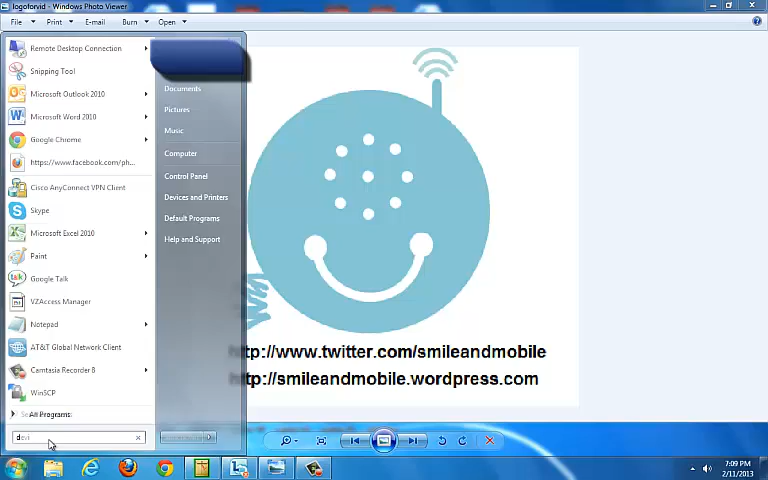 logoforvid - Windows Photo Viewer
File Print E-mail Burn Open
Remote Desktop Connection
Snipping Tool
Microsoft Outlook 2010
Microsoft Word 2010
Google Chrome
https://www.facebook.com/ph...
Cisco AnyConnect VPN Client
Skype
Microsoft Excel 2010
Paint
Google Talk
VZAccess Manager
Notepad
AT&T Global Network Client
Camtasia Recorder 8
WinSCP
All Programs
devi
Documents
Pictures
Music
Computer
Control Panel
Devices and Printers
Default Programs
Help and Support
http://www.twitter.com/smileandmobile
http://smileandmobile.wordpress.com
7:09 PM
2/11/2013